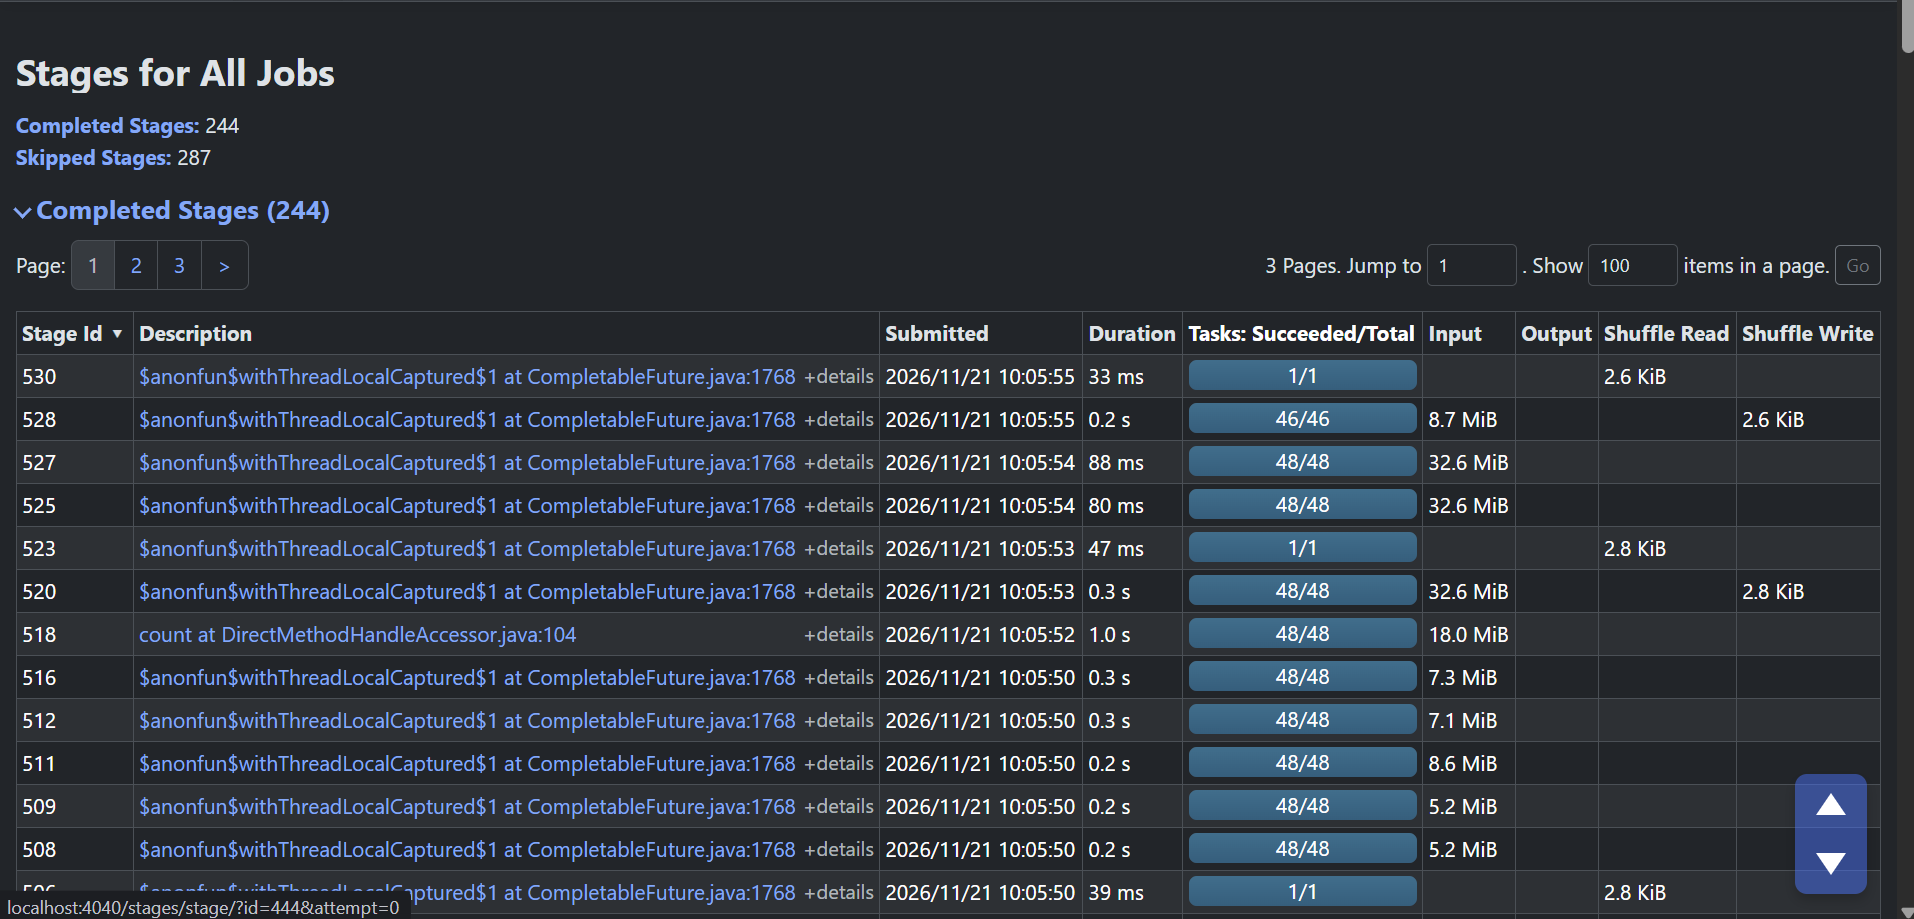 Stages for All Jobs
Completed Stages: 244
Skipped Stages: 287
Completed Stages (244)
Page: 1 2 3 > 3 Pages. Jump to 1 . Show 100 items in a page. Go
Stage Id ▼ Description Submitted Duration Tasks: Succeeded/Total Input Output Shuffle Read Shuffle Write
530 $anonfun$withThreadLocalCaptured$1 at CompletableFuture.java:1768 +details 2026/11/21 10:05:55 33 ms 1/1 2.6 KiB
528 $anonfun$withThreadLocalCaptured$1 at CompletableFuture.java:1768 +details 2026/11/21 10:05:55 0.2 s 46/46 8.7 MiB 2.6 KiB
527 $anonfun$withThreadLocalCaptured$1 at CompletableFuture.java:1768 +details 2026/11/21 10:05:54 88 ms 48/48 32.6 MiB
525 $anonfun$withThreadLocalCaptured$1 at CompletableFuture.java:1768 +details 2026/11/21 10:05:54 80 ms 48/48 32.6 MiB
523 $anonfun$withThreadLocalCaptured$1 at CompletableFuture.java:1768 +details 2026/11/21 10:05:53 47 ms 1/1 2.8 KiB
520 $anonfun$withThreadLocalCaptured$1 at CompletableFuture.java:1768 +details 2026/11/21 10:05:53 0.3 s 48/48 32.6 MiB 2.8 KiB
518 count at DirectMethodHandleAccessor.java:104 +details 2026/11/21 10:05:52 1.0 s 48/48 18.0 MiB
516 $anonfun$withThreadLocalCaptured$1 at CompletableFuture.java:1768 +details 2026/11/21 10:05:50 0.3 s 48/48 7.3 MiB
512 $anonfun$withThreadLocalCaptured$1 at CompletableFuture.java:1768 +details 2026/11/21 10:05:50 0.3 s 48/48 7.1 MiB
511 $anonfun$withThreadLocalCaptured$1 at CompletableFuture.java:1768 +details 2026/11/21 10:05:50 0.2 s 48/48 8.6 MiB
509 $anonfun$withThreadLocalCaptured$1 at CompletableFuture.java:1768 +details 2026/11/21 10:05:50 0.2 s 48/48 5.2 MiB
508 $anonfun$withThreadLocalCaptured$1 at CompletableFuture.java:1768 +details 2026/11/21 10:05:50 0.2 s 48/48 5.2 MiB
$anonfun$withThreadLocalCaptured$1 at CompletableFuture.java:1768 +details 2026/11/21 10:05:50 39 ms 1/1 2.8 KiB
localhost:4040/stages/stage/?id=444&attempt=0